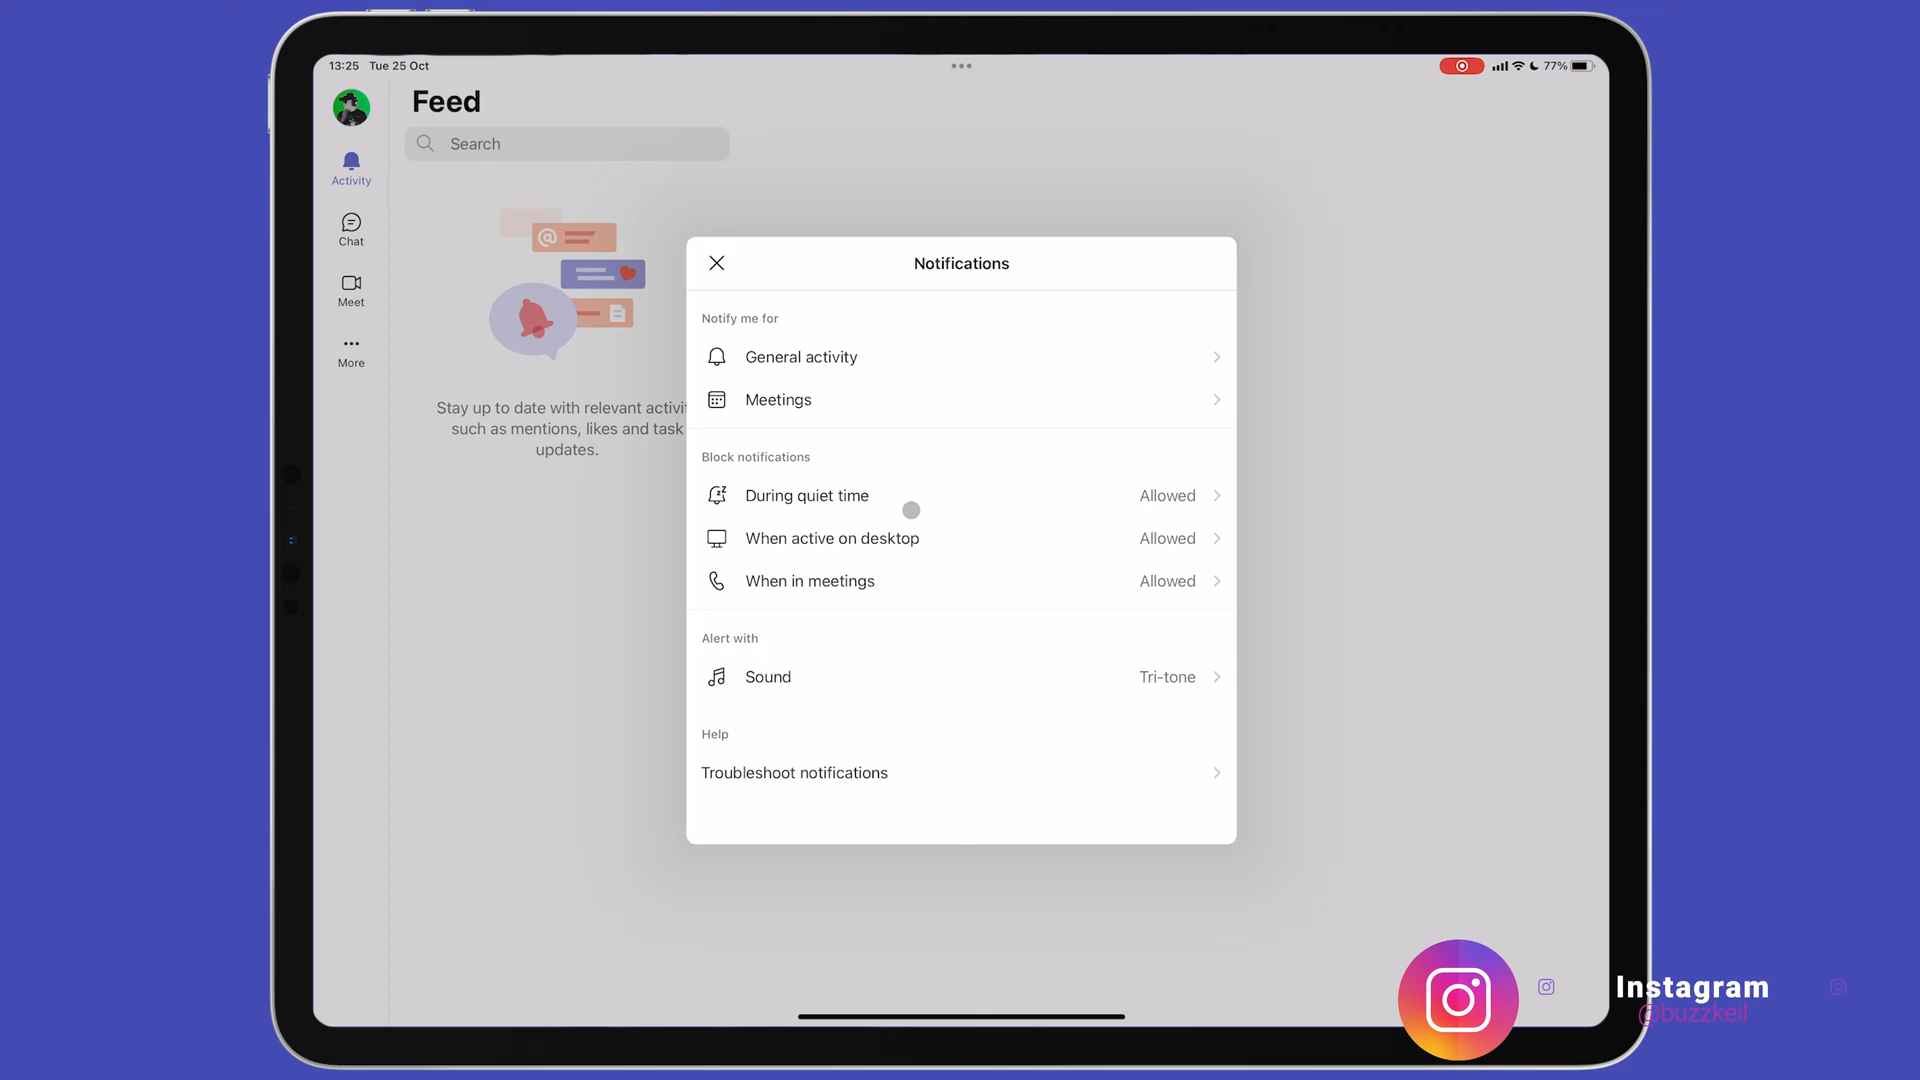 13:25 Tue 25 Oct
77%
Feed
Search
Activity
Chat
Meet
More
Stay up to date with relevant activi
such as mentions, likes and task
updates.
Notifications
Notify me for
General activity
Meetings
Block notifications
During quiet time Allowed
When active on desktop Allowed
When in meetings Allowed
Alert with
Sound Tri-tone
Help
Troubleshoot notifications
Instagram
@buzzkeil